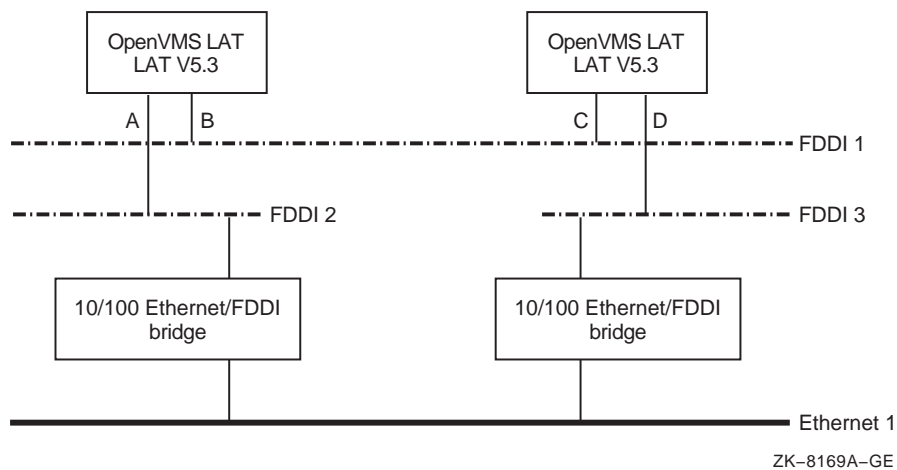 OpenVMS LAT
LAT V5.3
OpenVMS LAT
LAT V5.3
A
B
C
D
FDDI 1
FDDI 2
FDDI 3
10/100 Ethernet/FDDI
bridge
10/100 Ethernet/FDDI
bridge
Ethernet 1
ZK−8169A−GE